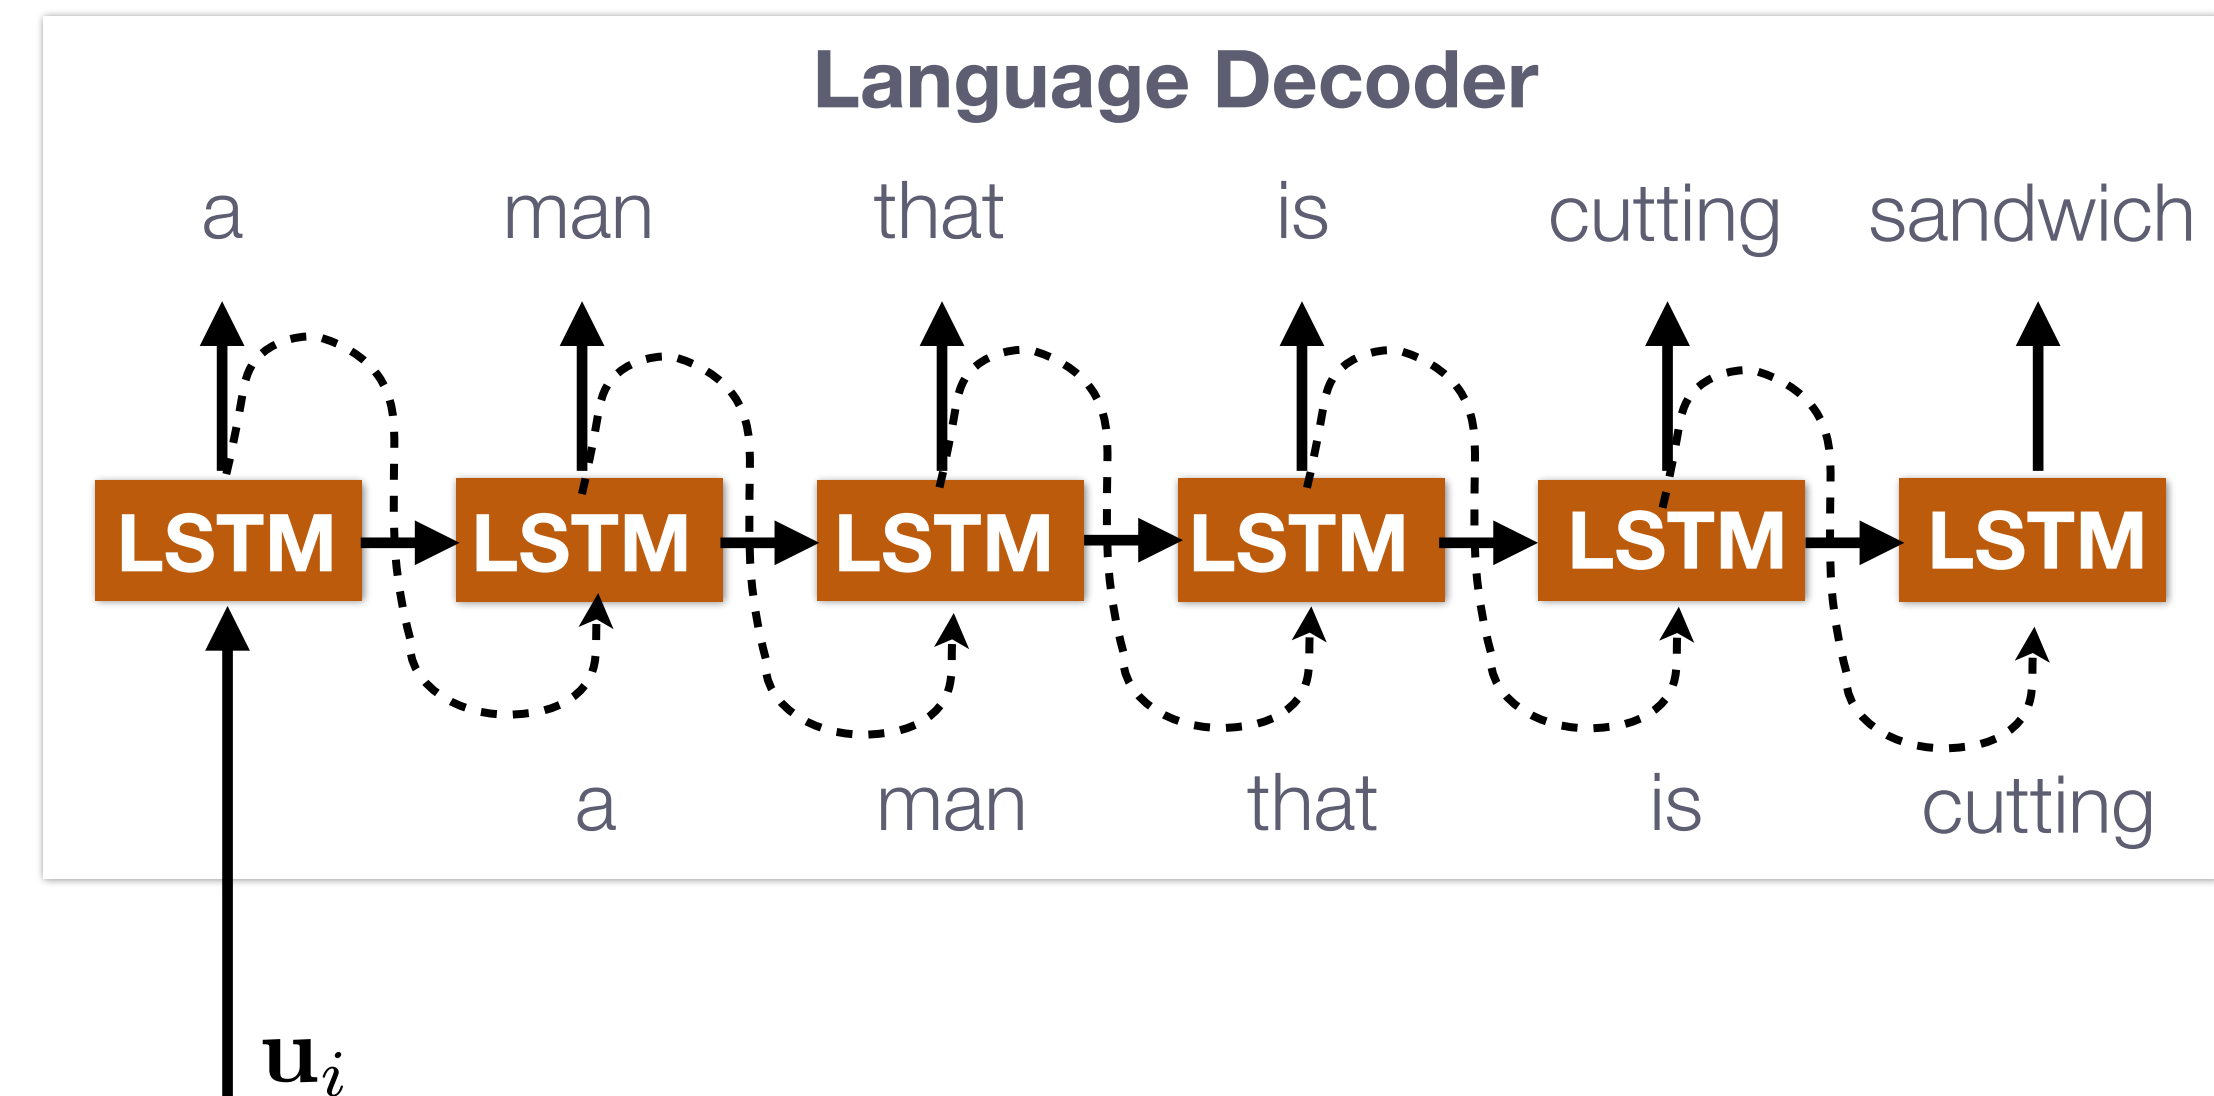 Language Decoder
a man that is cutting sandwich
LSTM LSTM LSTM LSTM LSTM LSTM
a man that is cutting
u_i